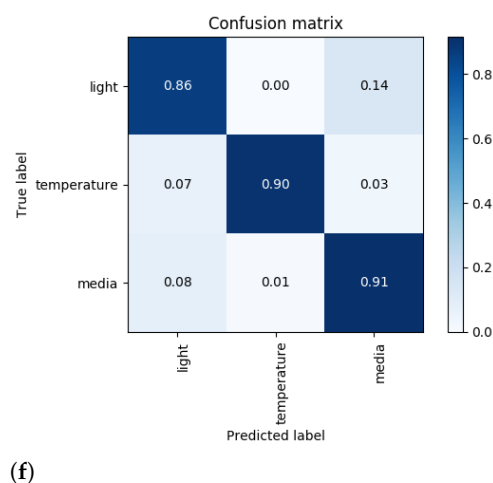 Confusion matrix
light 0.86 0.00 0.14
temperature 0.07 0.90 0.03
media 0.08 0.01 0.91
True label
light temperature media
Predicted label
0.8
0.6
0.4
0.2
0.0
(f)